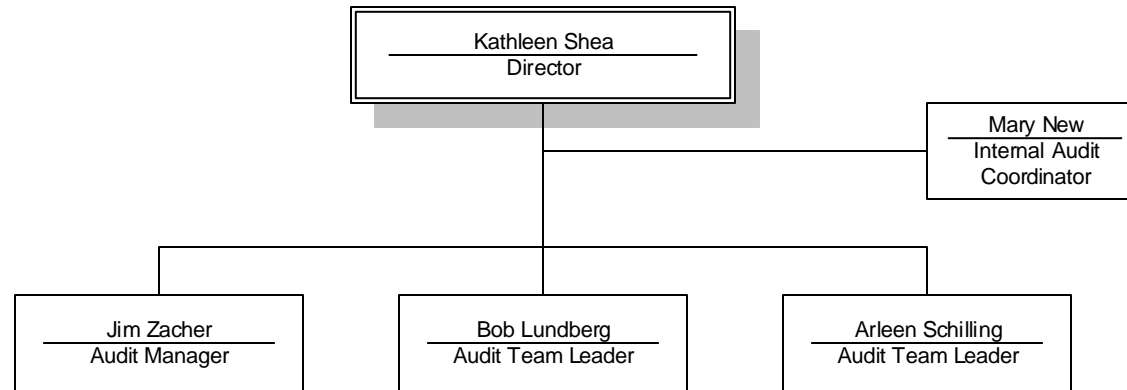 Kathleen Shea
Director
Mary New
Internal Audit
Coordinator
Jim Zacher
Audit Manager
Bob Lundberg
Audit Team Leader
Arleen Schilling
Audit Team Leader